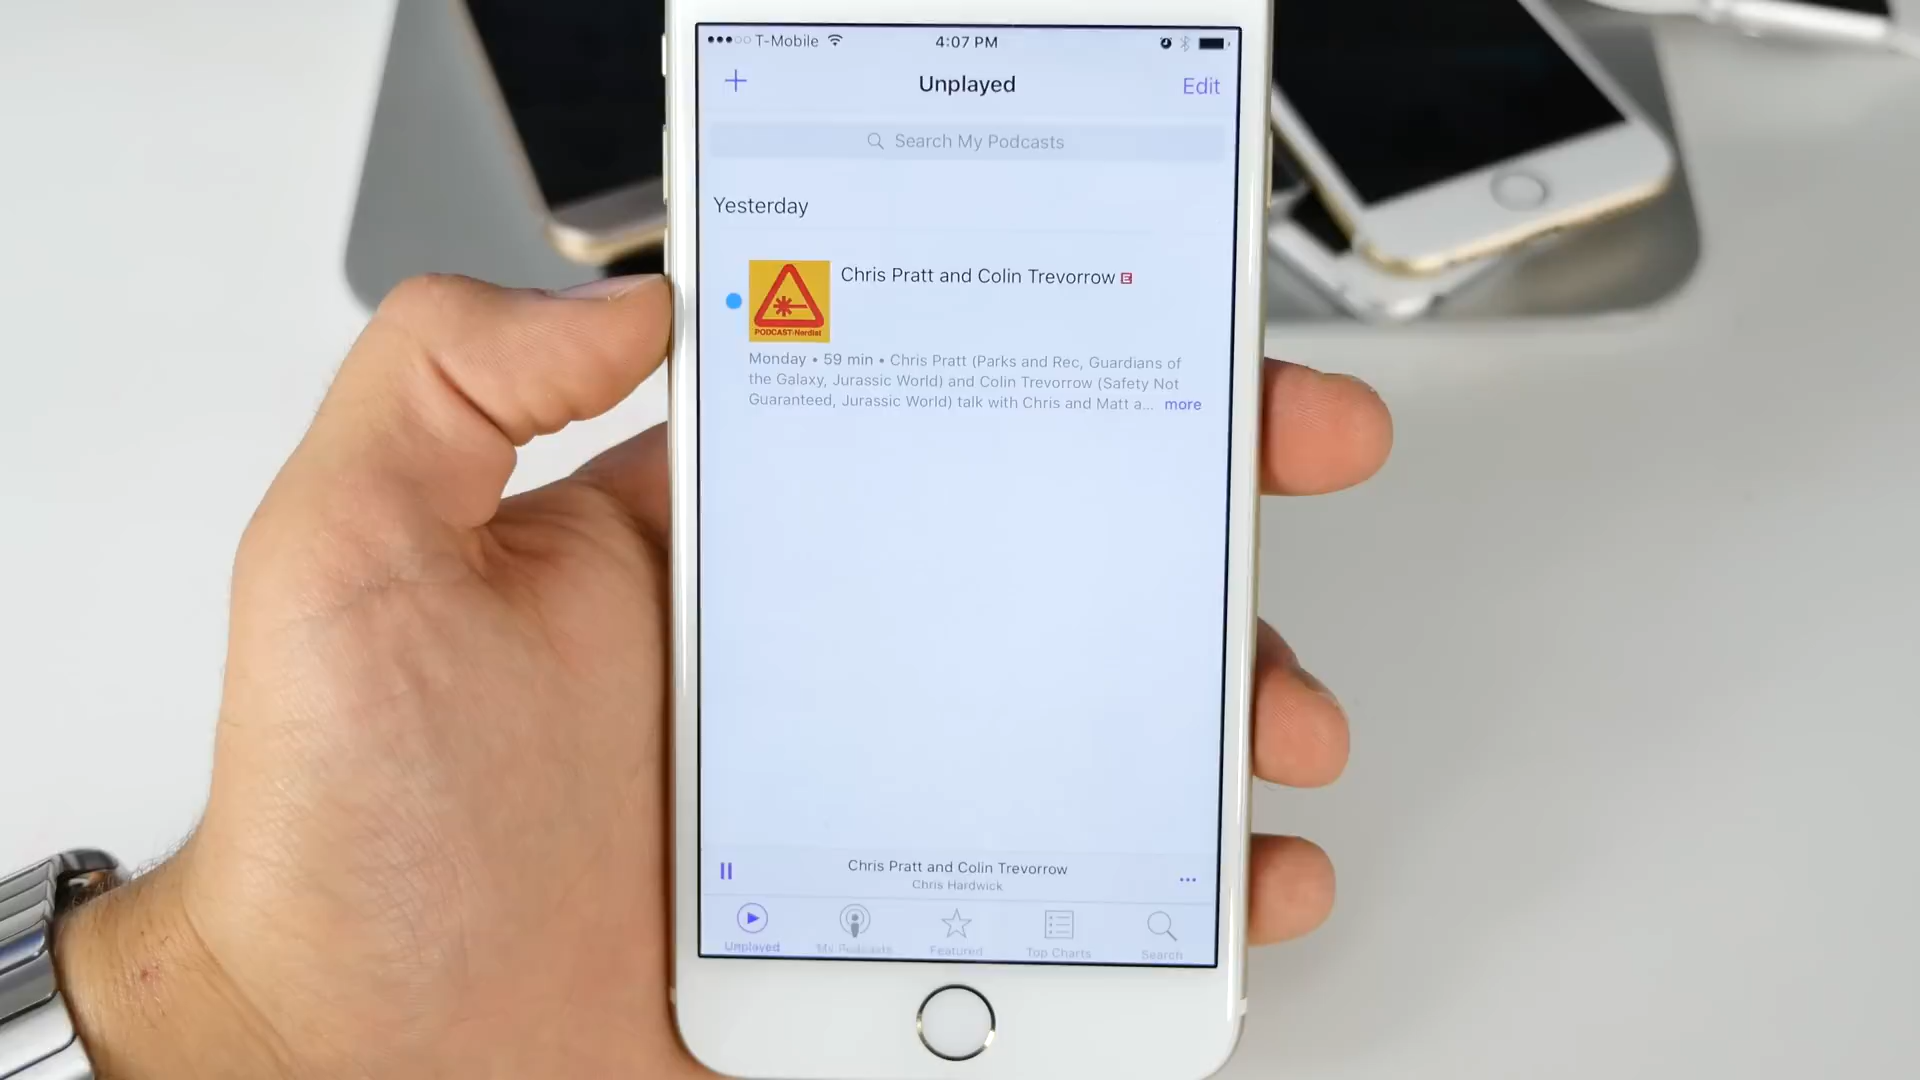 T-Mobile 4:07 PM
Unplayed Edit
Search My Podcasts
Yesterday
Chris Pratt and Colin Trevorrow E
PODCAST-Nerdist
Monday • 59 min • Chris Pratt (Parks and Rec, Guardians of
the Galaxy, Jurassic World) and Colin Trevorrow (Safety Not
Guaranteed, Jurassic World) talk with Chris and Matt a... more
Chris Pratt and Colin Trevorrow
Chris Hardwick
Unplayed My Podcasts Featured Top Charts Search